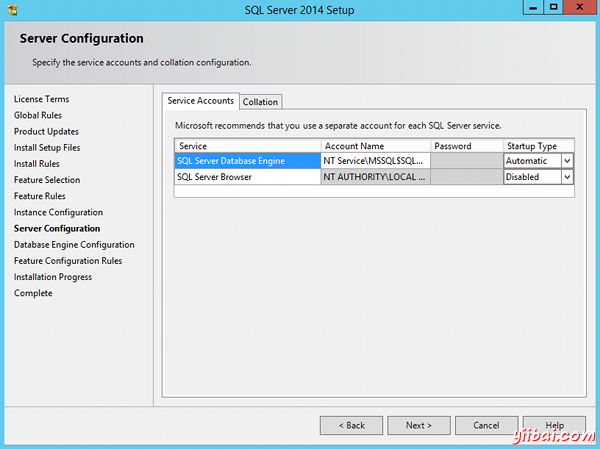 SQL Server 2014 Setup
Server Configuration
Specify the service accounts and collation configuration.
License Terms
Global Rules
Product Updates
Install Setup Files
Install Rules
Feature Selection
Feature Rules
Instance Configuration
Server Configuration
Database Engine Configuration
Feature Configuration Rules
Installation Progress
Complete
Service Accounts Collation
Microsoft recommends that you use a separate account for each SQL Server service.
Service Account Name Password Startup Type
SQL Server Database Engine NT Service\MSSQL$SQL... Automatic
SQL Server Browser NT AUTHORITY\LOCAL ... Disabled
< Back Next > Cancel Help
yiibai.com